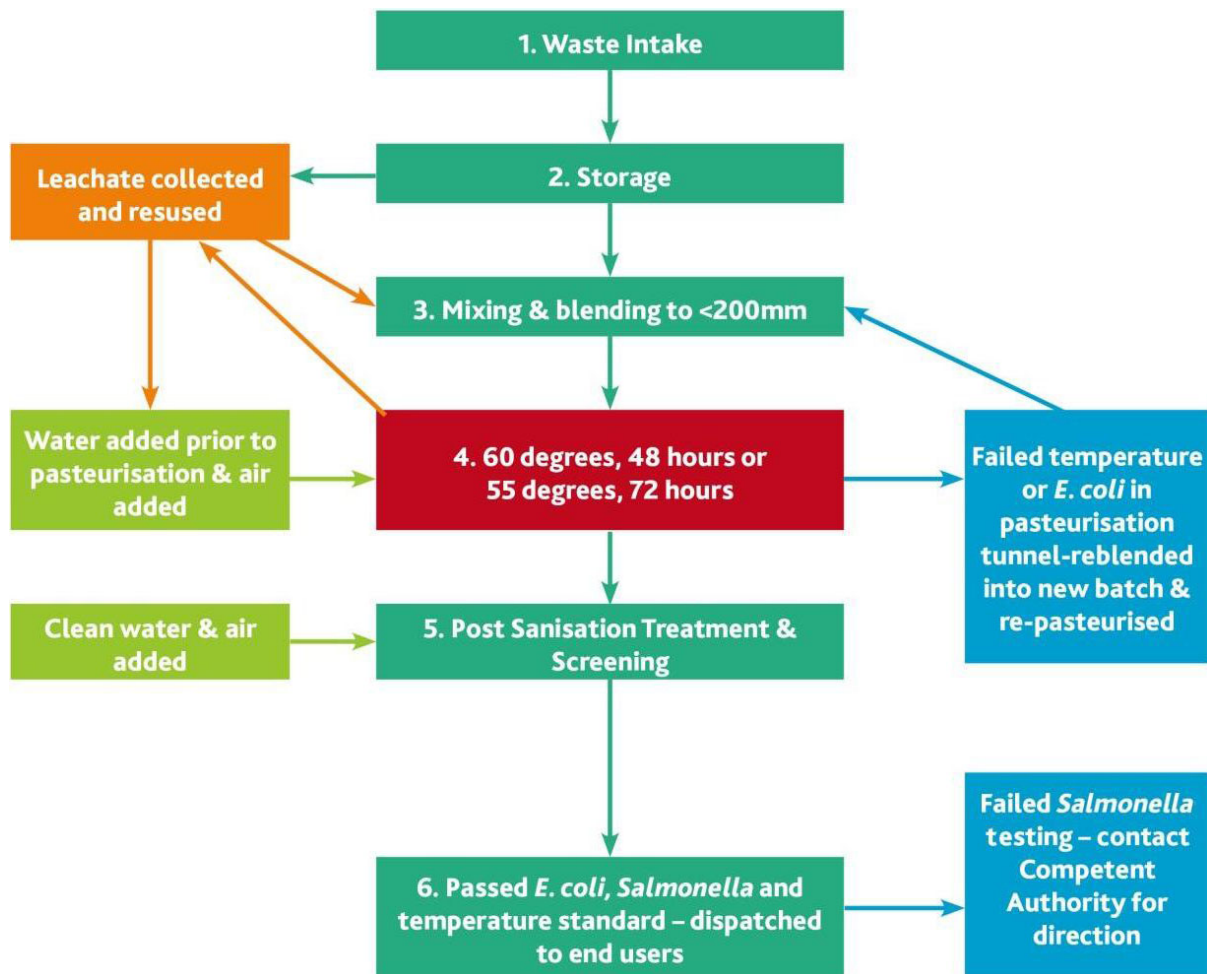 1. Waste Intake
Leachate collected
and resused
2. Storage
3. Mixing & blending to <200mm
Water added prior to
pasteurisation & air
added
4. 60 degrees, 48 hours or
55 degrees, 72 hours
Failed temperature
or E. coli in
pasteurisation
tunnel-reblended
into new batch &
re-pasteurised
Clean water & air
added
5. Post Sanisation Treatment &
Screening
6. Passed E. coli, Salmonella and
temperature standard – dispatched
to end users
Failed Salmonella
testing – contact
Competent
Authority for
direction